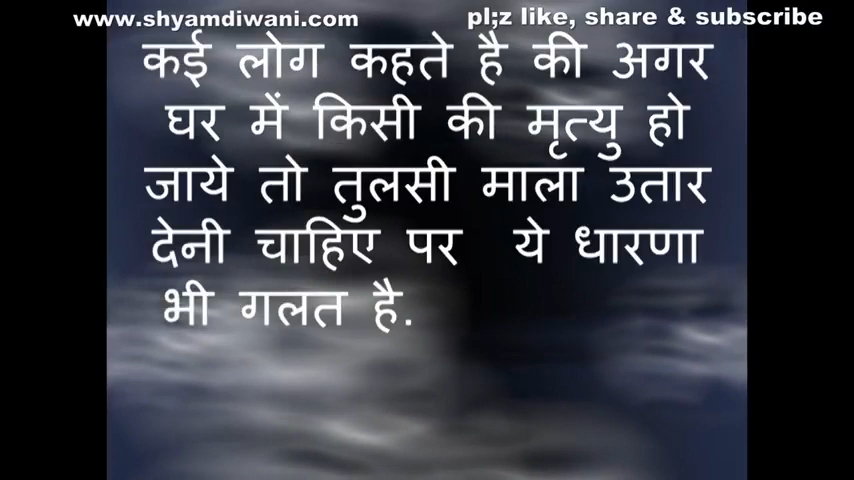 www.shyamdiwani.com
pl;z like, share & subscribe
कई लोग कहते है की अगर
घर में किसी की मृत्यु हो
जाये तो तुलसी माला उतार
देनी चाहिए पर ये धारणा
भी गलत है.